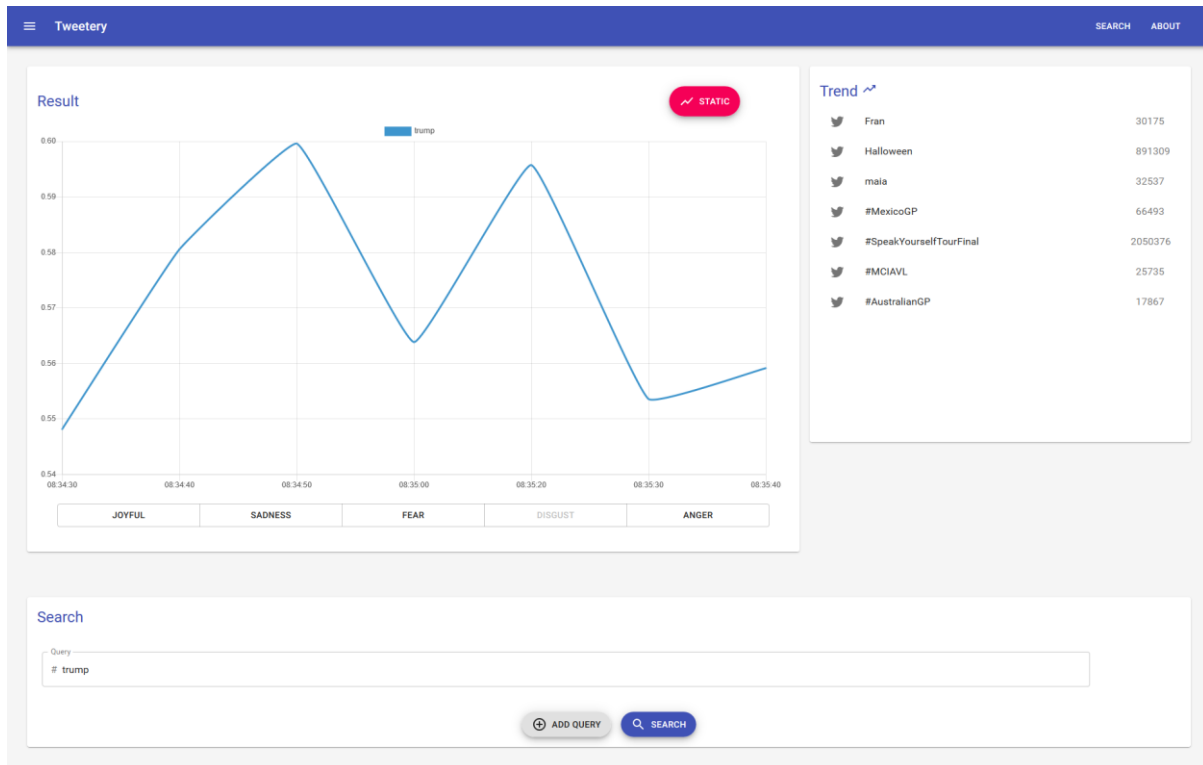 Tweetery SEARCH ABOUT
Result
STATIC
trump
0.60
0.59
0.58
0.57
0.56
0.55
0.54
08:34:30 08:34:40 08:34:50 08:35:00 08:35:20 08:35:30 08:35:40
JOYFUL SADNESS FEAR DISGUST ANGER
Trend
Fran 30175
Halloween 891309
maia 32537
#MexicoGP 66493
#SpeakYourselfTourFinal 2050376
#MCIAVL 25735
#AustralianGP 17867
Search
Query
# trump
ADD QUERY SEARCH